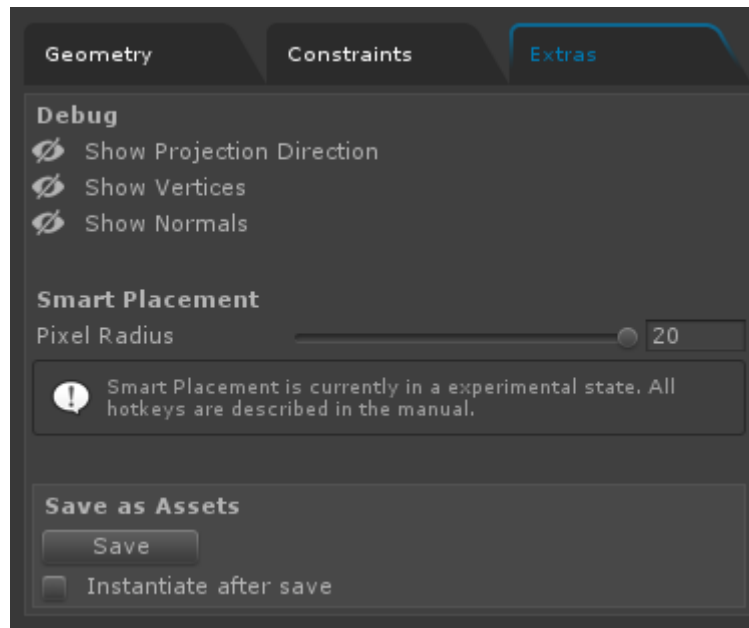 Geometry
Constraints
Extras
Debug
Show Projection Direction
Show Vertices
Show Normals
Smart Placement
Pixel Radius
20
Smart Placement is currently in a experimental state. All
hotkeys are described in the manual.
Save as Assets
Save
Instantiate after save